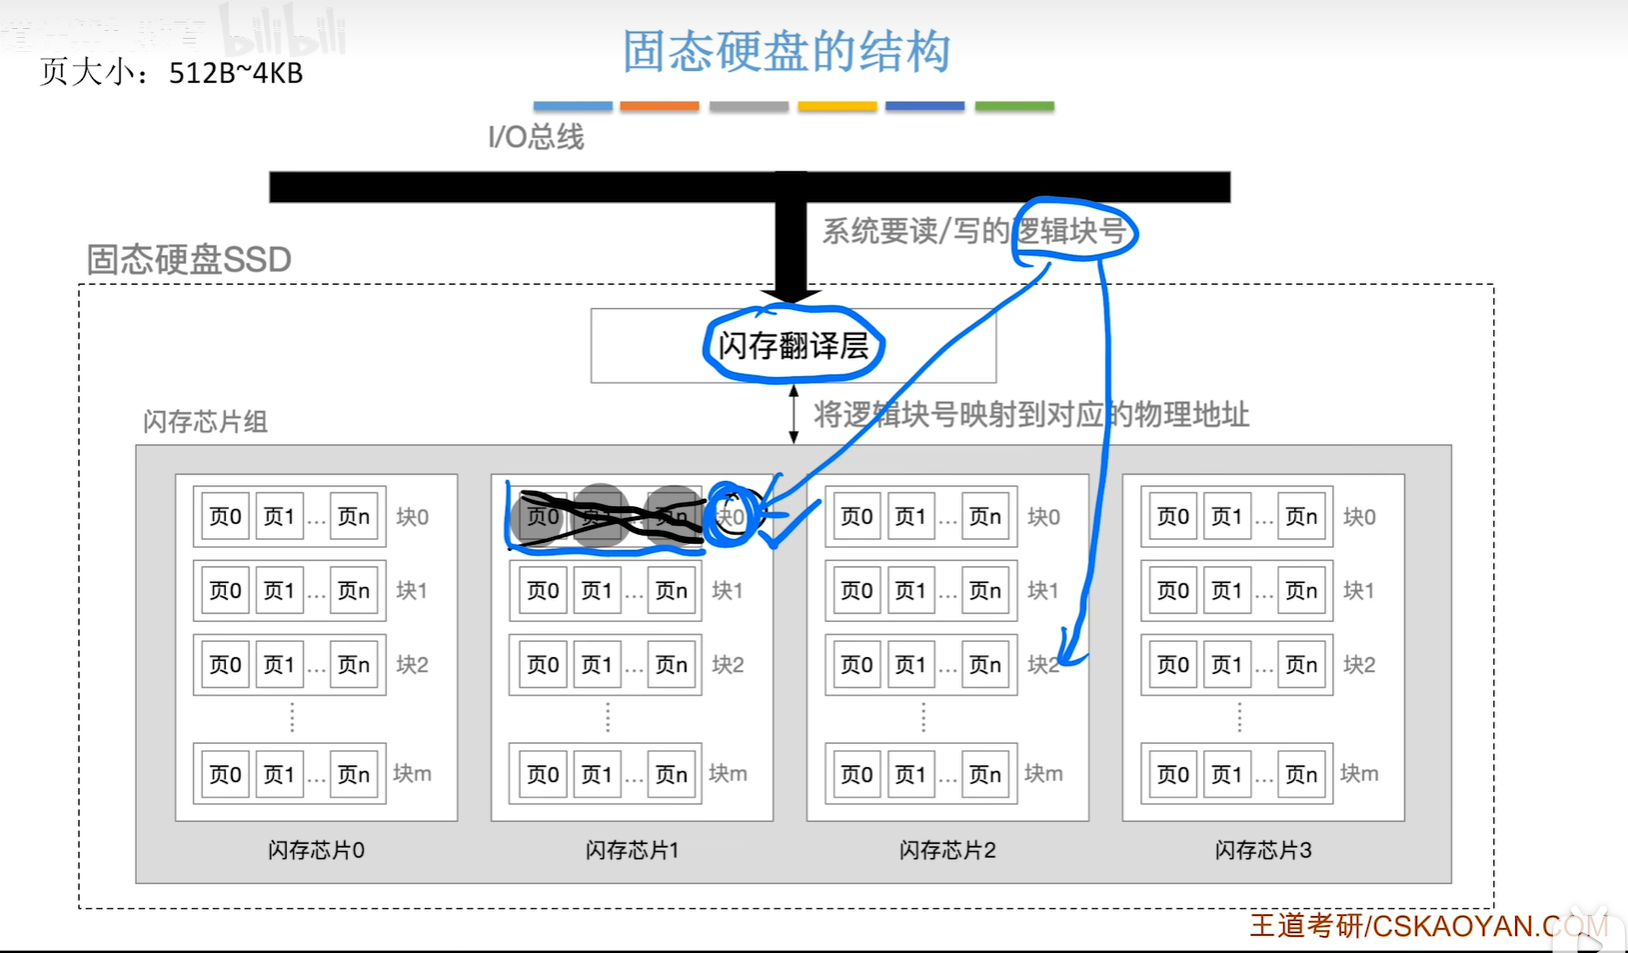 bilibili
固态硬盘的结构
页大小：512B~4KB
I/O总线
系统要读/写的逻辑块号
固态硬盘SSD
闪存翻译层
将逻辑块号映射到对应的物理地址
闪存芯片组
页0 页1 ... 页n 块0 页0 页1 页n 块0 页0 页1 ... 页n 块0 页0 页1 ... 页n 块0
页0 页1 ... 页n 块1 页0 页1 ... 页n 块1 页0 页1 ... 页n 块1 页0 页1 ... 页n 块1
页0 页1 ... 页n 块2 页0 页1 ... 页n 块2 页0 页1 ... 页n 块2 页0 页1 ... 页n 块2
页0 页1 ... 页n 块m 页0 页1 ... 页n 块m 页0 页1 ... 页n 块m 页0 页1 ... 页n 块m
闪存芯片0 闪存芯片1 闪存芯片2 闪存芯片3
王道考研/CSKAOYAN.COM